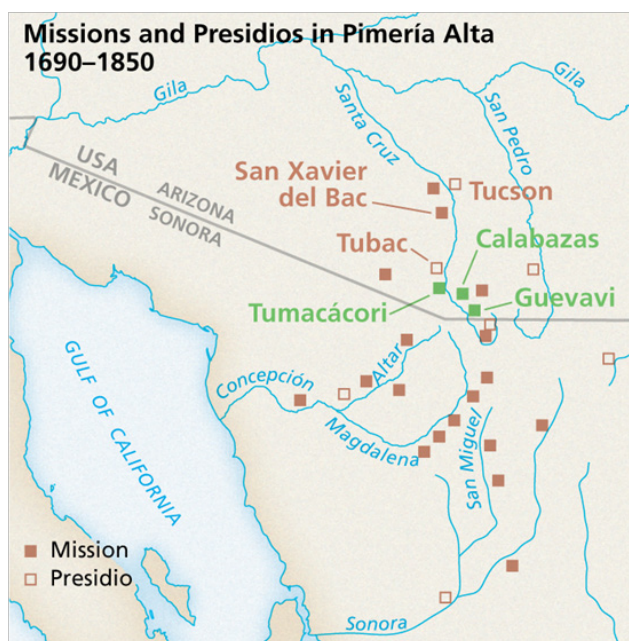 Missions and Presidios in Pimería Alta
1690–1850
Gila
Gila
Santa Cruz
San Pedro
USA
MEXICO
ARIZONA
SONORA
San Xavier
del Bac
Tucson
Tubac
Calabazas
Tumacácori
Guevavi
GULF OF CALIFORNIA
Concepción
Altar
Magdalena
San Miguel
Mission
Presidio
Sonora